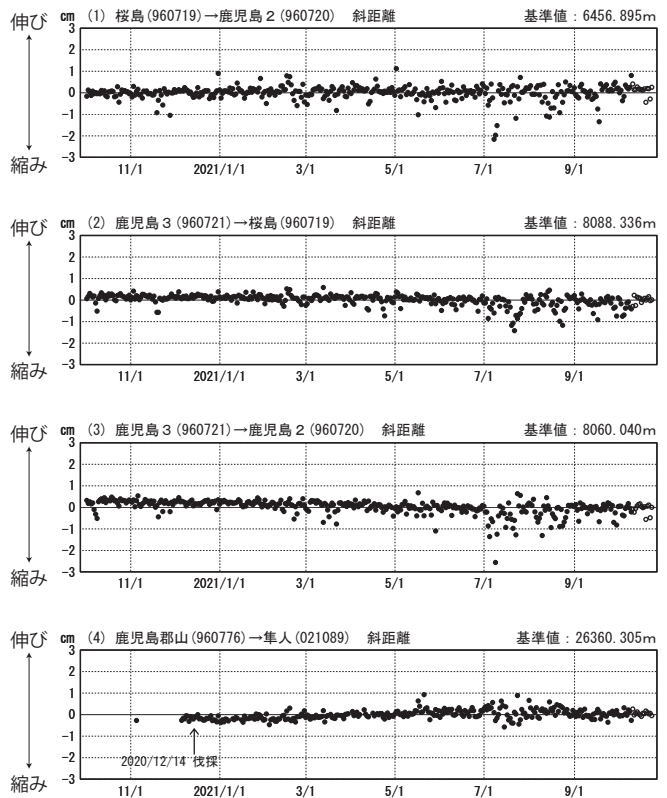 伸び cm (1) 桜島(960719)→鹿児島2(960720) 斜距離 基準値：6456.895m
3
2
1
0
-1
-2
縮み -3
11/1 2021/1/1 3/1 5/1 7/1 9/1
伸び cm (2) 鹿児島3(960721)→桜島(960719) 斜距離 基準値：8088.336m
3
2
1
0
-1
-2
縮み -3
11/1 2021/1/1 3/1 5/1 7/1 9/1
伸び cm (3) 鹿児島3(960721)→鹿児島2(960720) 斜距離 基準値：8060.040m
3
2
1
0
-1
-2
縮み -3
11/1 2021/1/1 3/1 5/1 7/1 9/1
伸び cm (4) 鹿児島郡山(960776)→隼人(021089) 斜距離 基準値：26360.305m
3
2
1
0
-1
-2
2020/12/14 伐採
縮み -3
11/1 2021/1/1 3/1 5/1 7/1 9/1